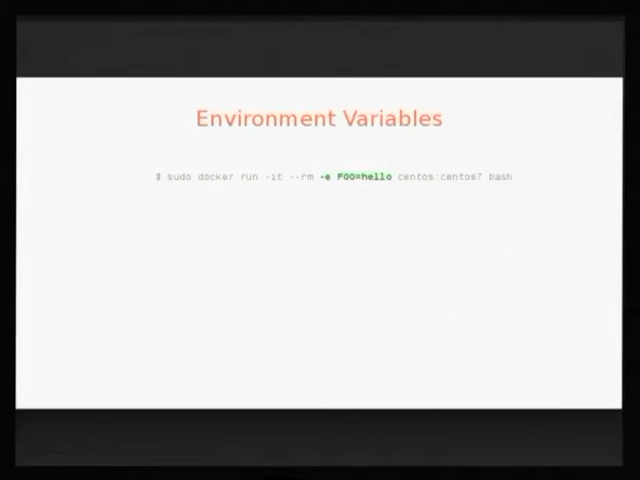 Environment Variables
$ sudo docker run -it --rm -e FOO=hello centos:centos7 bash